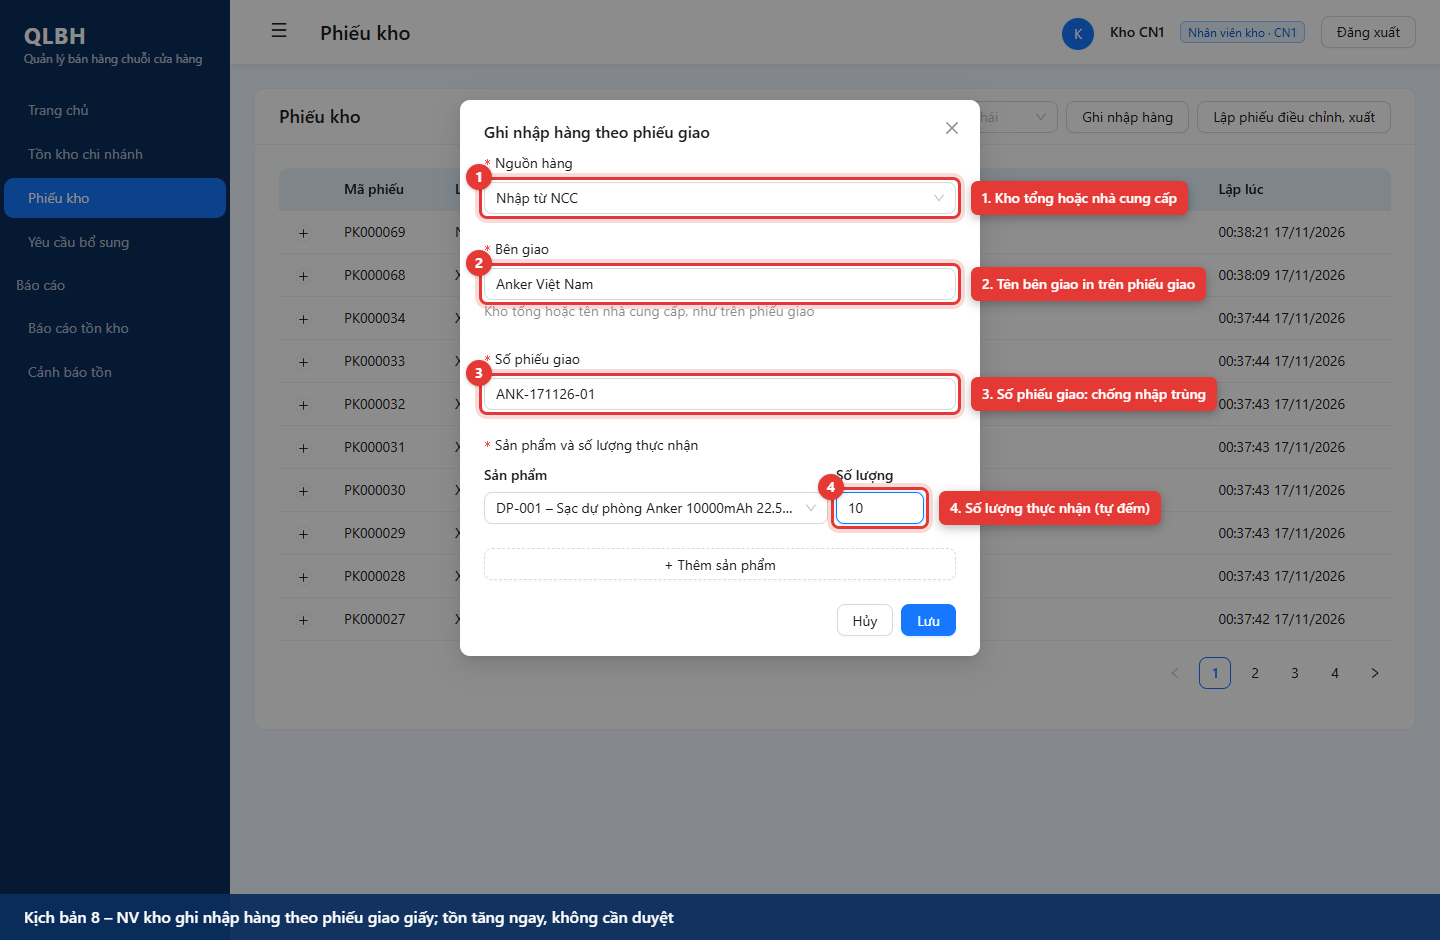 QLBH
Quản lý bán hàng chuỗi cửa hàng
Trang chủ
Tồn kho chi nhánh
Phiếu kho
Yêu cầu bổ sung
Báo cáo
Báo cáo tồn kho
Cảnh báo tồn
Phiếu kho
K
Kho CN1
Nhân viên kho · CN1
Đăng xuất
Phiếu kho
Ghi nhập hàng
Lập phiếu điều chỉnh, xuất
Mã phiếu
Lập lúc
PK000069
00:38:21 17/11/2026
PK000068
00:38:09 17/11/2026
PK000034
00:37:44 17/11/2026
PK000033
00:37:44 17/11/2026
PK000032
00:37:43 17/11/2026
PK000031
00:37:43 17/11/2026
PK000030
00:37:43 17/11/2026
PK000029
00:37:43 17/11/2026
PK000028
00:37:43 17/11/2026
PK000027
00:37:42 17/11/2026
1 2 3 4
Ghi nhập hàng theo phiếu giao
* Nguồn hàng
1
Nhập từ NCC
1. Kho tổng hoặc nhà cung cấp
* Bên giao
2
Anker Việt Nam
2. Tên bên giao in trên phiếu giao
Kho tổng hoặc tên nhà cung cấp, như trên phiếu giao
* Số phiếu giao
3
ANK-171126-01
3. Số phiếu giao: chống nhập trùng
* Sản phẩm và số lượng thực nhận
Sản phẩm
Số lượng
4
DP-001 – Sạc dự phòng Anker 10000mAh 22.5...
10
4. Số lượng thực nhận (tự đếm)
+ Thêm sản phẩm
Hủy
Lưu
Kịch bản 8 – NV kho ghi nhập hàng theo phiếu giao giấy; tồn tăng ngay, không cần duyệt